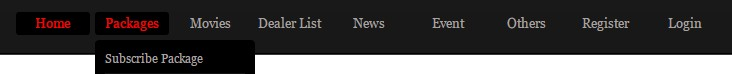 Home Packages Movies Dealer List News Event Others Register Login
Subscribe Package